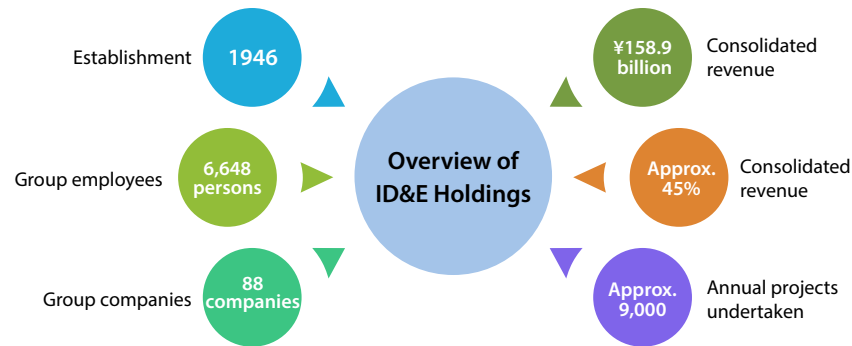 Establishment
1946
Group employees
6,648
persons
Group companies
88
companies
Overview of
ID&E Holdings
¥158.9
billion
Consolidated
revenue
Approx.
45%
Consolidated
revenue
Approx.
9,000
Annual projects
undertaken